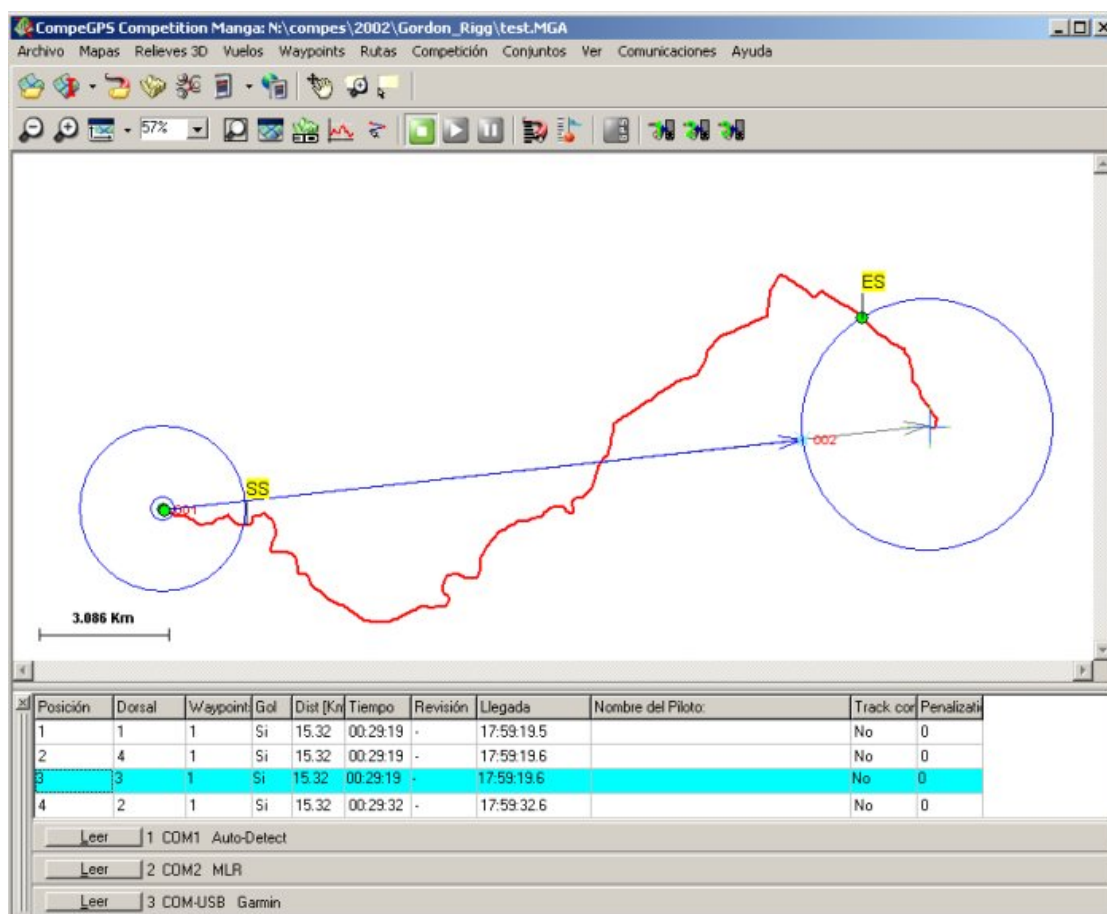 CompeGPS Competition Manga: N:\compes\2002\Gordon_Rigg\test.MGA
Archivo Mapas Relieves 3D Vuelos Waypoints Rutas Competición Conjuntos Ver Comunicaciones Ayuda
57%
ES
002
SS
001
3.086 Km
Posición Dorsal Waypoint: Gol Dist [Km Tiempo Revisión Llegada Nombre del Piloto: Track cor Penalizati
1 1 1 Si 15.32 00:29:19 - 17:59:19.5 No 0
2 4 1 Si 15.32 00:29:19 - 17:59:19.6 No 0
3 3 1 Si 15.32 00:29:19 - 17:59:19.6 No 0
4 2 1 Si 15.32 00:29:32 - 17:59:32.6 No 0
Leer 1 COM1 Auto-Detect
Leer 2 COM2 MLR
Leer 3 COM-USB Garmin